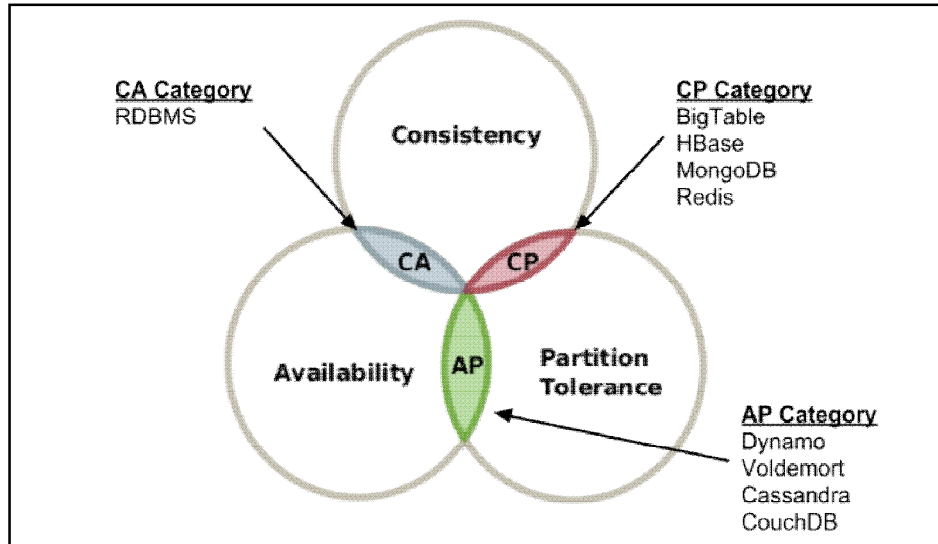 CA Category
RDBMS
CP Category
BigTable
HBase
MongoDB
Redis
Consistency
CA
CP
Availability
AP
Partition
Tolerance
AP Category
Dynamo
Voldemort
Cassandra
CouchDB